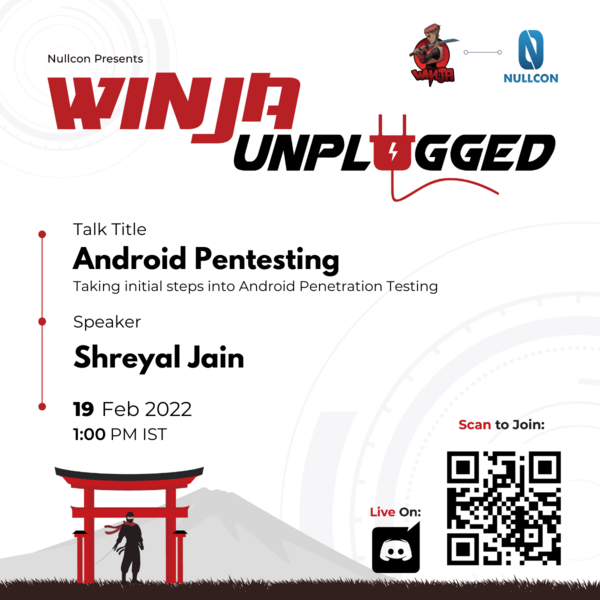 Nullcon Presents
WINJA
NULLCON
WINJA
UNPLUGGED
Talk Title
Android Pentesting
Taking initial steps into Android Penetration Testing
Speaker
Shreyal Jain
19 Feb 2022
1:00 PM IST
Scan to Join:
Live On: